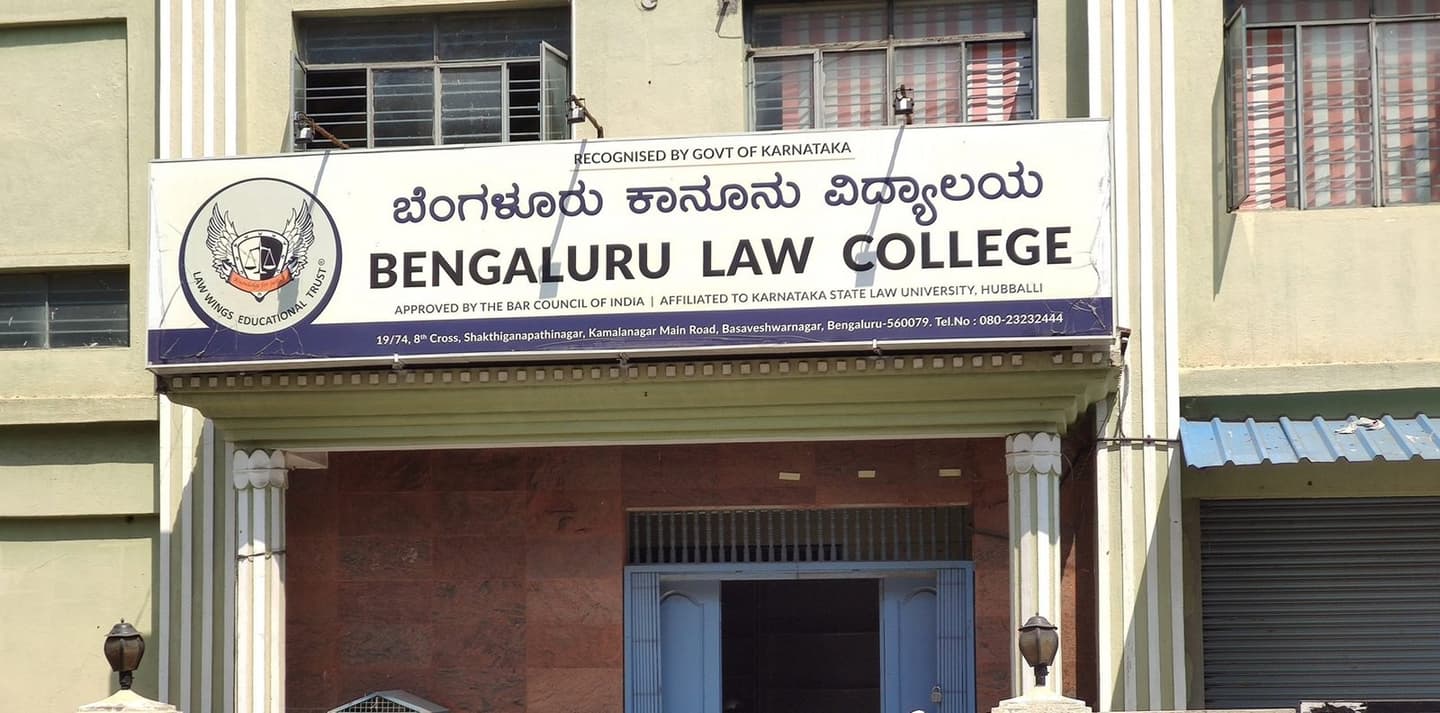 RECOGNISED BY GOVT OF KARNATAKA
ಬೆಂಗಳೂರು ಕಾನೂನು ವಿದ್ಯಾಲಯ
BENGALURU LAW COLLEGE
APPROVED BY THE BAR COUNCIL OF INDIA | AFFILIATED TO KARNATAKA STATE LAW UNIVERSITY, HUBBALLI
19/74, 8th Cross, Shakthiganapathinagar, Kamalanagar Main Road, Basaveshwarnagar, Bengaluru-560079. Tel.No : 080-23232444
LAW WINGS EDUCATIONAL TRUST®